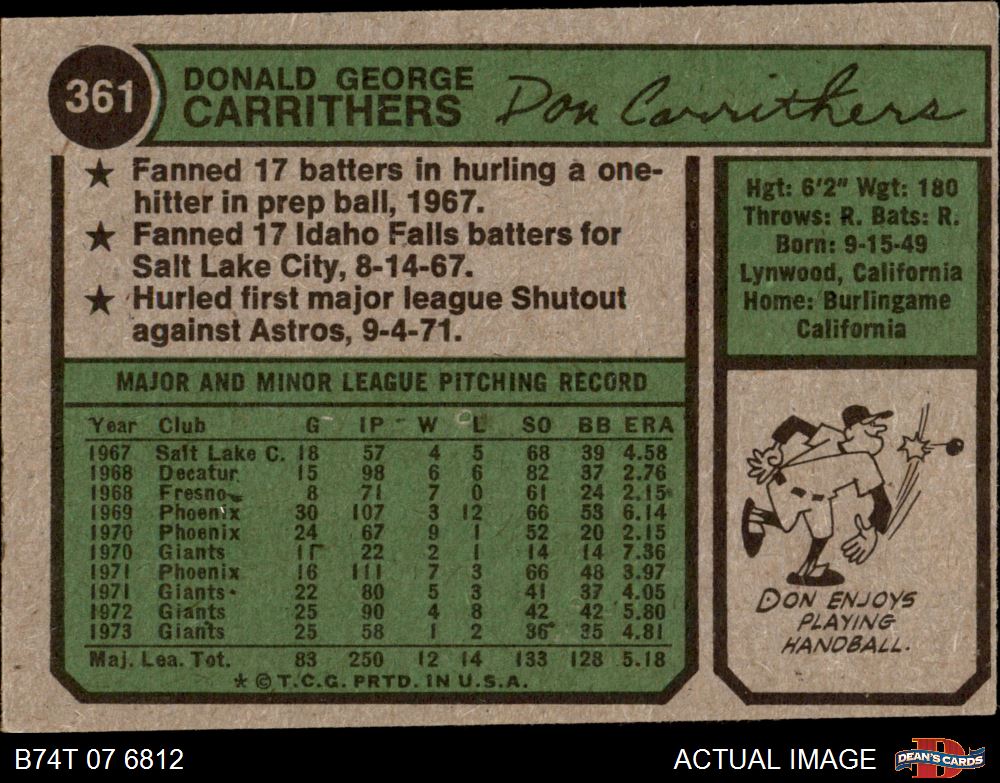 361
DONALD GEORGE
CARRITHERS
Don Carrithers
★ Fanned 17 batters in hurling a one-
hitter in prep ball, 1967.
★ Fanned 17 Idaho Falls batters for
Salt Lake City, 8-14-67.
★ Hurled first major league Shutout
against Astros, 9-4-71.
Hgt: 6'2" Wgt: 180
Throws: R. Bats: R.
Born: 9-15-49
Lynwood, California
Home: Burlingame
California
MAJOR AND MINOR LEAGUE PITCHING RECORD
Year Club G IP W L SO BB ERA
1967 Salt Lake C. 18 57 4 5 68 39 4.58
1968 Decatur 15 98 6 6 82 37 2.76
1968 Fresno 8 71 7 0 61 24 2.15
1969 Phoenix 30 107 3 12 66 53 6.14
1970 Phoenix 24 67 9 1 52 20 2.15
1970 Giants 11 22 2 1 14 14 7.36
1971 Phoenix 16 111 7 3 66 48 3.97
1971 Giants 22 80 5 3 41 37 4.05
1972 Giants 25 90 4 8 42 42 5.80
1973 Giants 25 58 1 2 36 35 4.81
Maj. Lea. Tot. 83 250 12 14 133 128 5.18
* © T.C.G. PRTD. IN U.S.A.
DON ENJOYS
PLAYING
HANDBALL.
B74T 07 6812
ACTUAL IMAGE
D
DEAN'S CARDS